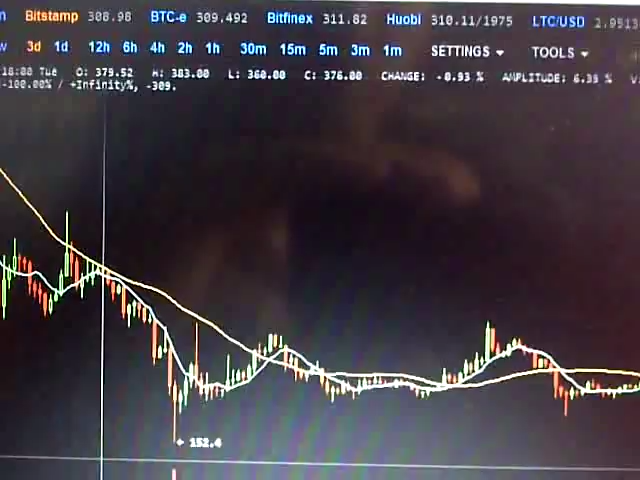 Bitstamp 308.98 BTC-e 309.492 Bitfinex 311.82 Huobi 310.11/1975 LTC/USD 2.9513
w 3d 1d 12h 6h 4h 2h 1h 30m 15m 5m 3m 1m SETTINGS TOOLS
Tue O: 379.52 H: 383.00 L: 360.00 C: 376.00 CHANGE: -0.93 % AMPLITUDE: 6.39 %
-100.00% / +Infinity%, -309.
152.4